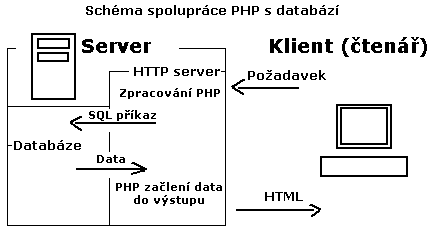 Schéma spolupráce PHP s databází
Server
Klient (čtenář)
HTTP server
Požadavek
Zpracování PHP
SQL příkaz
Databáze
Data
PHP začlení data
do výstupu
HTML